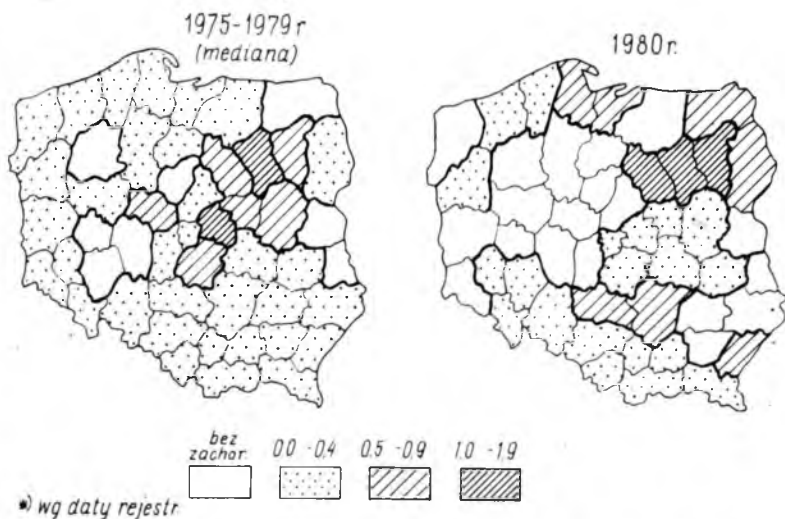 1975-1979 r
(mediana)
1980 r.
bez
zachor.
0.0 - 0,4
0.5 - 0,9
1.0 - 1,9
*) wg daty rejestr.